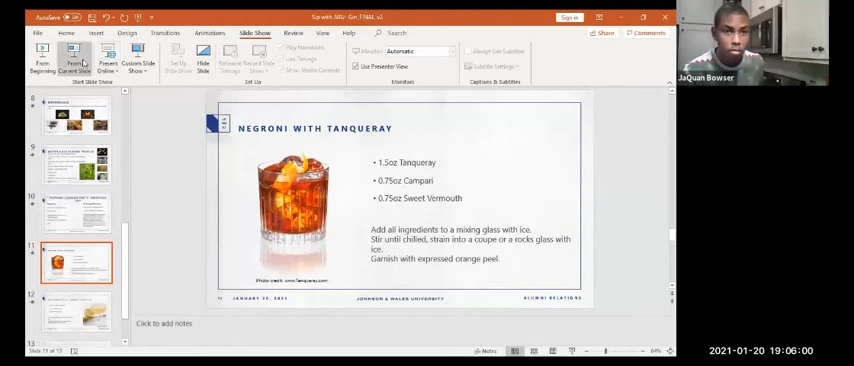 AutoSave On
Sip with JWU- Gin_FINAL v2
Sign in
File Home Insert Design Transitions Animations Slide Show Review View Help Search
Share Comments
From Beginning
From Current Slide
Present Online
Custom Slide Show
Set Up Slide Show
Hide Slide
Rehearse Timings
Record Slide Show
Play Narrations
Use Timings
Show Media Controls
Monitor: Automatic
Use Presenter View
Always Use Subtitles
Subtitle Settings
Start Slide Show
Set Up
Monitors
Captions & Subtitles
8
9
10
11
12
13
NEGRONI WITH TANQUERAY
• 1.5oz Tanqueray
• 0.75oz Campari
• 0.75oz Sweet Vermouth
Add all ingredients to a mixing glass with ice.
Stir until chilled, strain into a coupe or a rocks glass with
ice.
Garnish with expressed orange peel.
Photo credit: www.Tanqueray.com
11 JANUARY 20, 2021 JOHNSON & WALES UNIVERSITY ALUMNI RELATIONS
Click to add notes
Slide 11 of 13
Notes
64%
JaQuan Bowser
2021-01-20 19:06:00